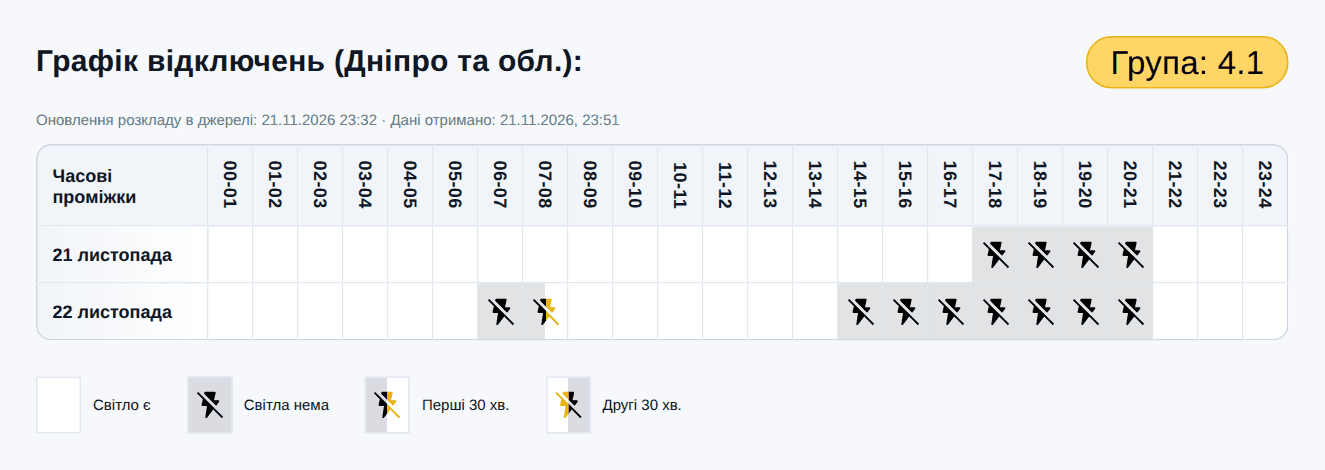 Графік відключень (Дніпро та обл.):
Група: 4.1
Оновлення розкладу в джерелі: 21.11.2026 23:32 · Дані отримано: 21.11.2026, 23:51
Часові
проміжки
00-01
01-02
02-03
03-04
04-05
05-06
06-07
07-08
08-09
09-10
10-11
11-12
12-13
13-14
14-15
15-16
16-17
17-18
18-19
19-20
20-21
21-22
22-23
23-24
21 листопада
22 листопада
Світло є
Світла нема
Перші 30 хв.
Другі 30 хв.